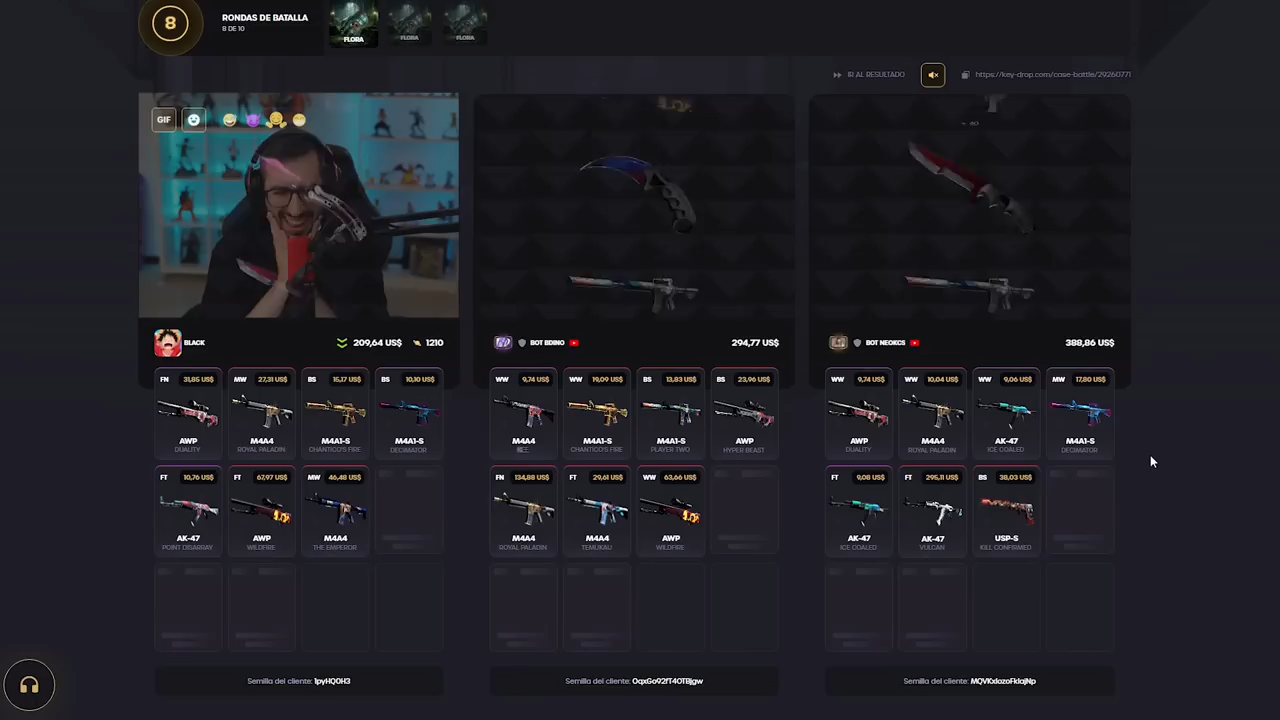 8
RONDAS DE BATALLA
8 DE 10
FLORA
FLORA
FLORA
IR AL RESULTADO
https://key-drop.com/case-battle/29260771
GIF
BLACK
209,64 US$
1210
BOT BDINO
294,77 US$
BOT NEOKCS
388,86 US$
FN 31,85 US$
AWP
DUALITY
MW 27,31 US$
M4A4
ROYAL PALADIN
BS 15,17 US$
M4A1-S
CHANTICO'S FIRE
BS 10,10 US$
M4A1-S
DECIMATOR
WW 9,74 US$
M4A4
WW 19,09 US$
M4A1-S
CHANTICO'S FIRE
BS 13,83 US$
M4A1-S
PLAYER TWO
BS 23,96 US$
AWP
HYPER BEAST
WW 9,74 US$
AWP
DUALITY
WW 10,04 US$
M4A4
ROYAL PALADIN
WW 9,06 US$
AK-47
ICE COALED
MW 17,80 US$
M4A1-S
DECIMATOR
FT 10,76 US$
AK-47
POINT DISARRAY
FT 67,97 US$
AWP
WILDFIRE
MW 46,48 US$
M4A4
THE EMPEROR
FN 134,88 US$
M4A4
ROYAL PALADIN
FT 29,61 US$
M4A4
TEMUKAU
WW 63,66 US$
AWP
WILDFIRE
FT 9,08 US$
AK-47
ICE COALED
FT 295,11 US$
AK-47
VULCAN
BS 38,03 US$
USP-S
KILL CONFIRMED
Semilla del cliente: 1pyHQ0H3
Semilla del cliente: OqxGo92fT4OTBjgw
Semilla del cliente: MQVKxlozoFklajNp